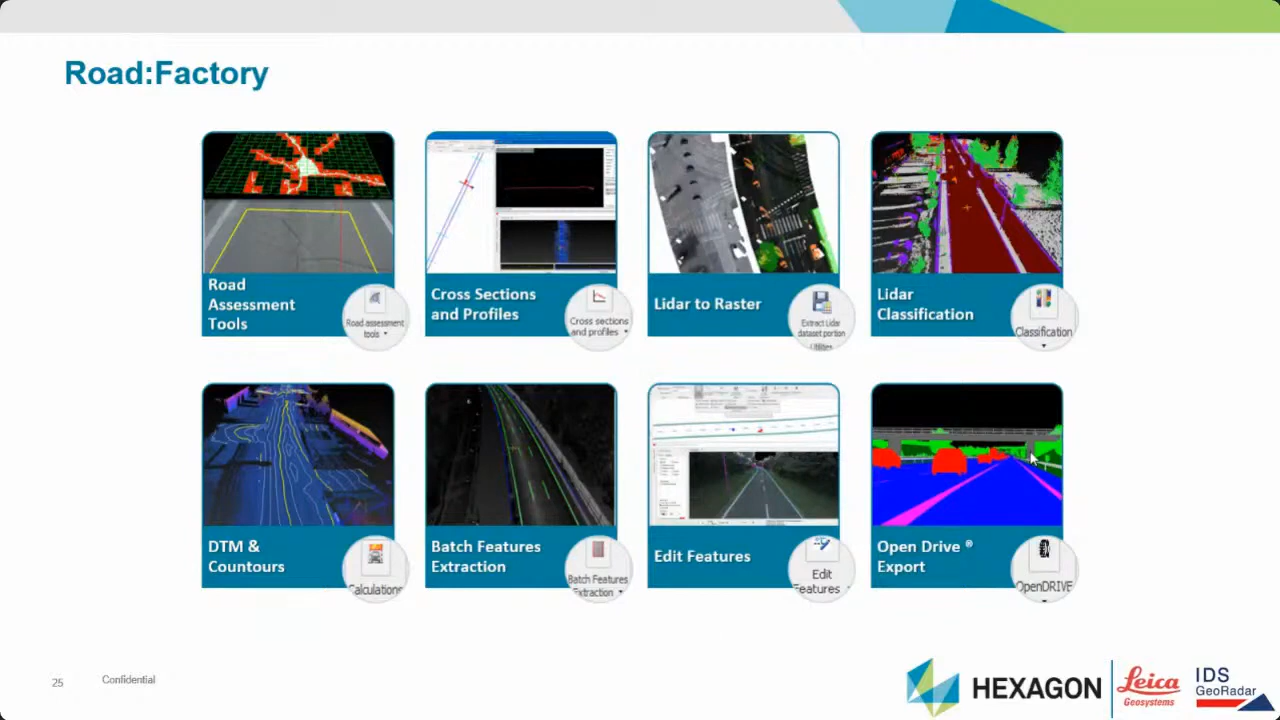 Road:Factory
Road
Assessment
Tools
Road assessment
tools
Cross Sections
and Profiles
Cross sections
and profiles
Lidar to Raster
Extract Lidar
dataset portion
Utilities
Lidar
Classification
Classification
DTM &
Countours
Calculations
Batch Features
Extraction
Batch Features
Extraction
Edit Features
Edit
Features
Open Drive ®
Export
OpenDRIVE
25
Confidential
HEXAGON
Leica
Geosystems
IDS
GeoRadar